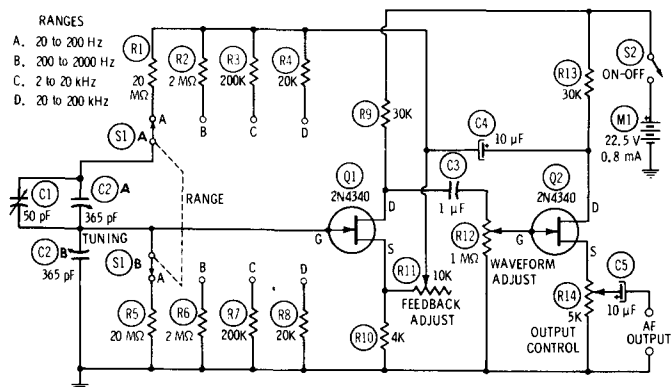 RANGES
A. 20 to 200 Hz
B. 200 to 2000 Hz
C. 2 to 20 kHz
D. 20 to 200 kHz
R1
20
MΩ
R2
2 MΩ
R3
200K
R4
20K
A
B
C
D
S1 A
RANGE
C1
50 pF
C2 A
365 pF
TUNING
C2 B
365 pF
S1 B
A
B
C
D
R5
20 MΩ
R6
2 MΩ
R7
200K
R8
20K
R9
30K
Q1
2N4340
G
D
S
R10
4K
R11
10K
FEEDBACK
ADJUST
C3
1 µF
C4
10 µF
R12
1 MΩ
WAVEFORM
ADJUST
Q2
2N4340
G
D
S
R13
30K
R14
5K
OUTPUT
CONTROL
C5
10 µF
AF
OUTPUT
S2
ON-OFF
M1
22.5 V
0.8 mA